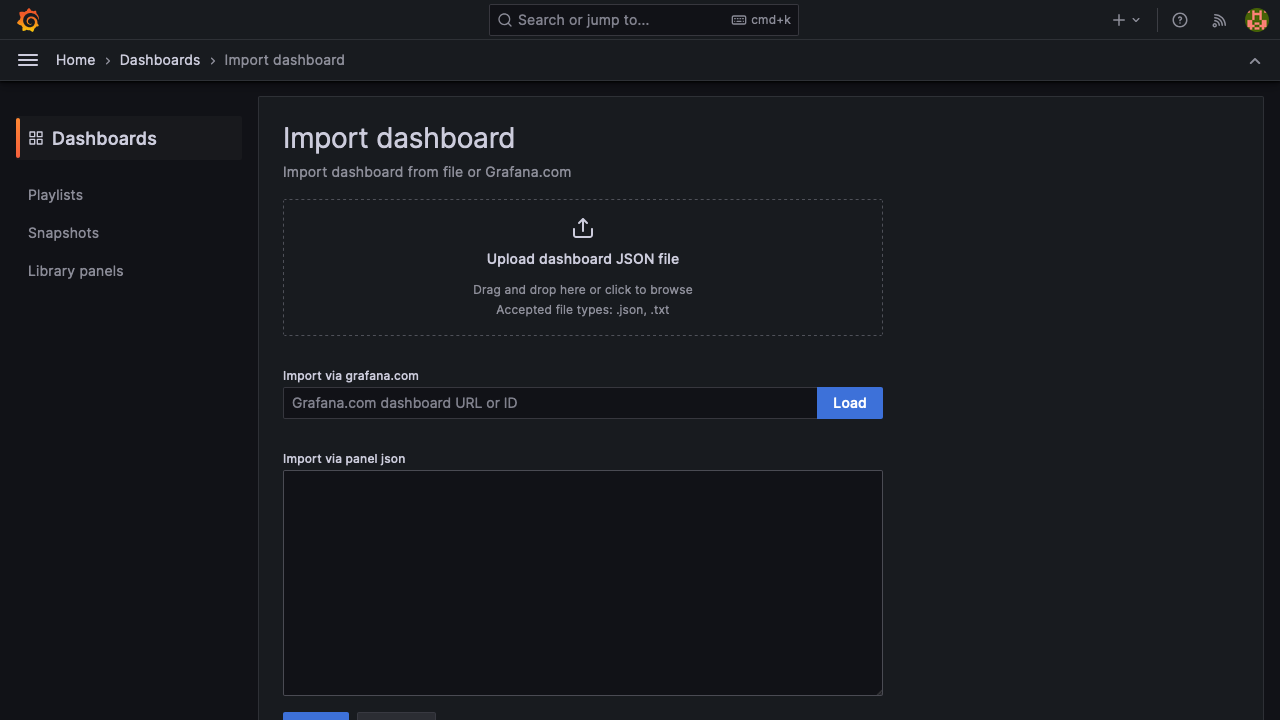 Search or jump to...
cmd+k
Home
Dashboards
Import dashboard
Dashboards
Playlists
Snapshots
Library panels
Import dashboard
Import dashboard from file or Grafana.com
Upload dashboard JSON file
Drag and drop here or click to browse
Accepted file types: .json, .txt
Import via grafana.com
Grafana.com dashboard URL or ID
Load
Import via panel json